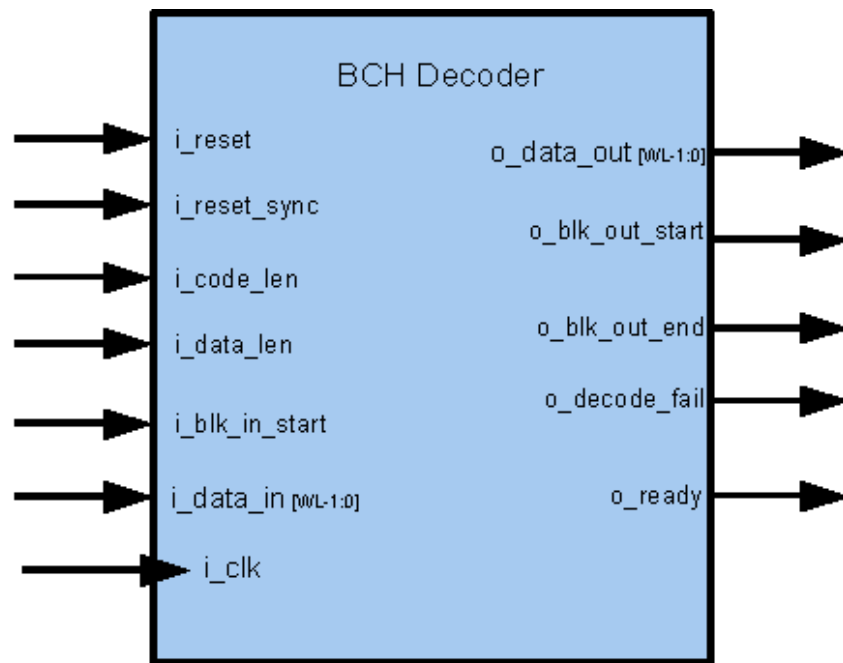 BCH Decoder
i_reset
i_reset_sync
i_code_len
i_data_len
i_blk_in_start
i_data_in [WL-1:0]
i_clk
o_data_out [WL-1:0]
o_blk_out_start
o_blk_out_end
o_decode_fail
o_ready